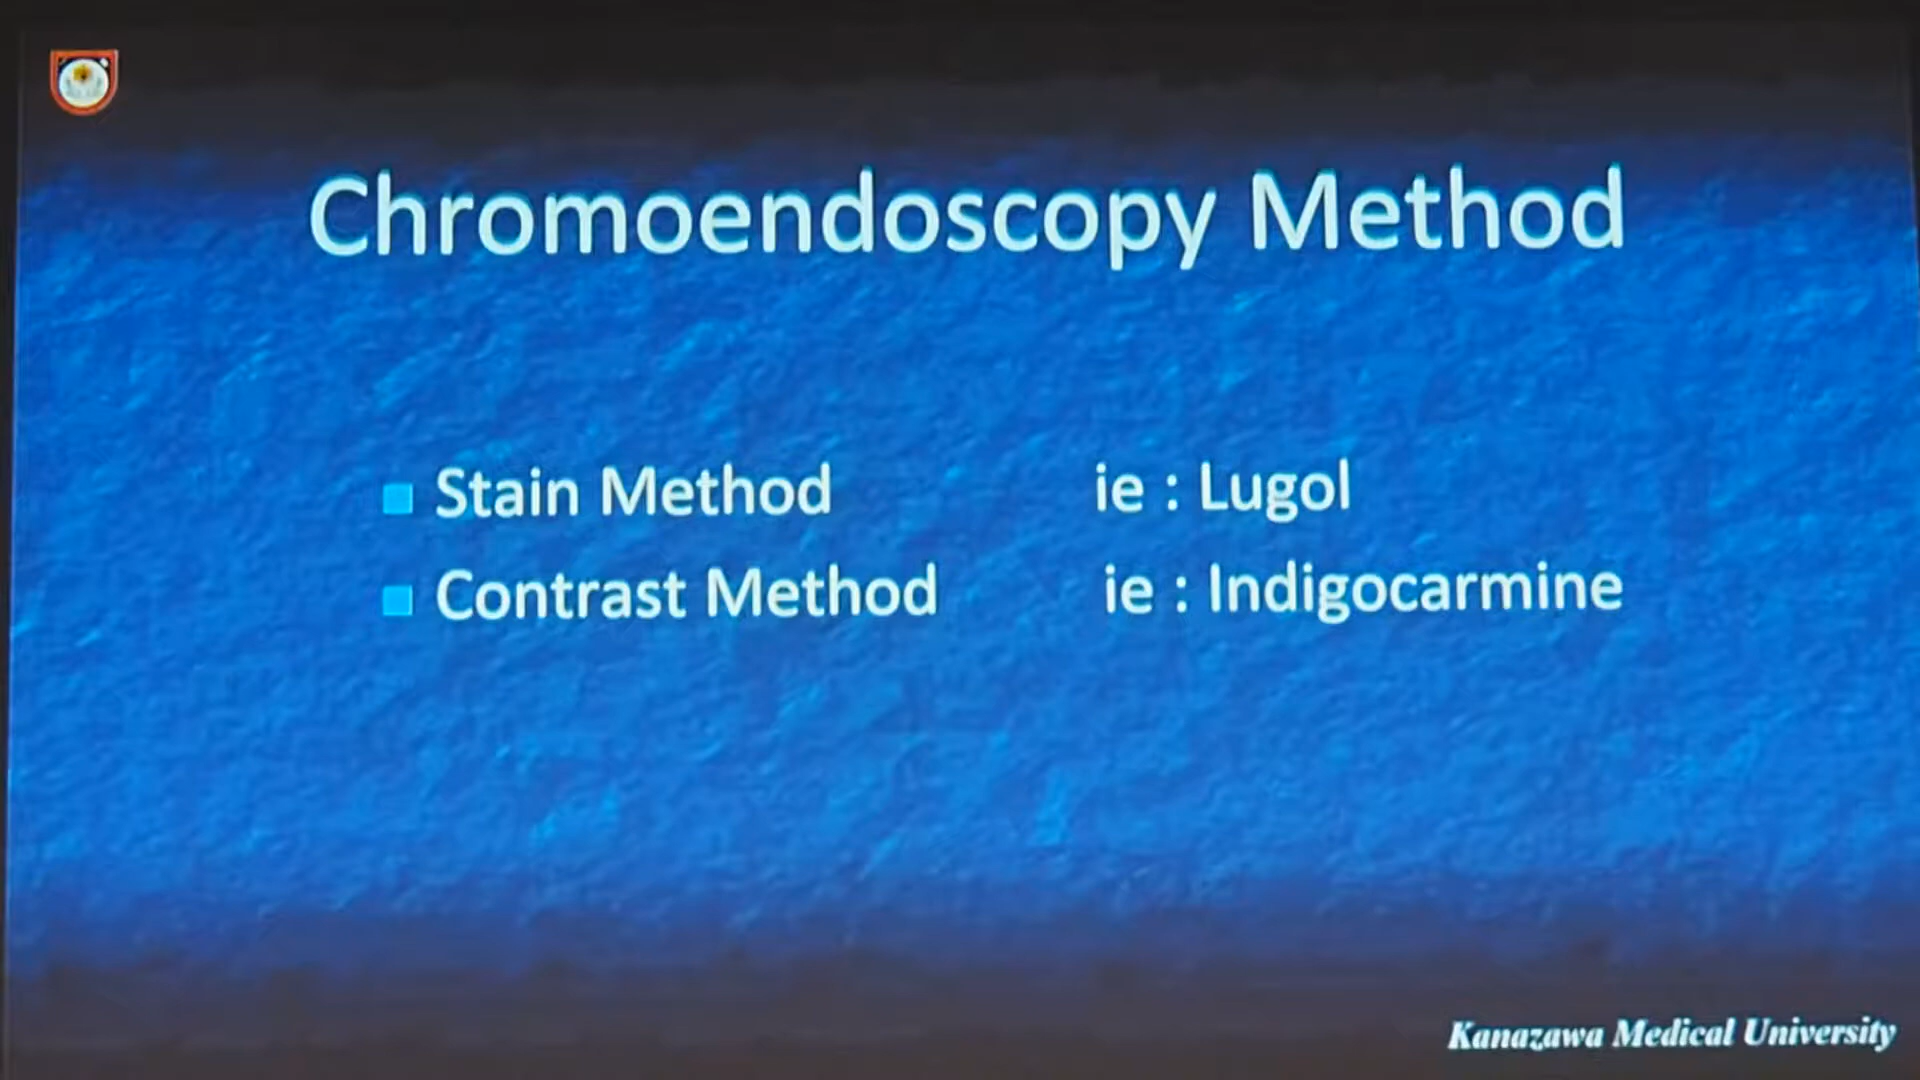 Chromoendoscopy Method
Stain Method ie : Lugol
Contrast Method ie : Indigocarmine
Kanazawa Medical University